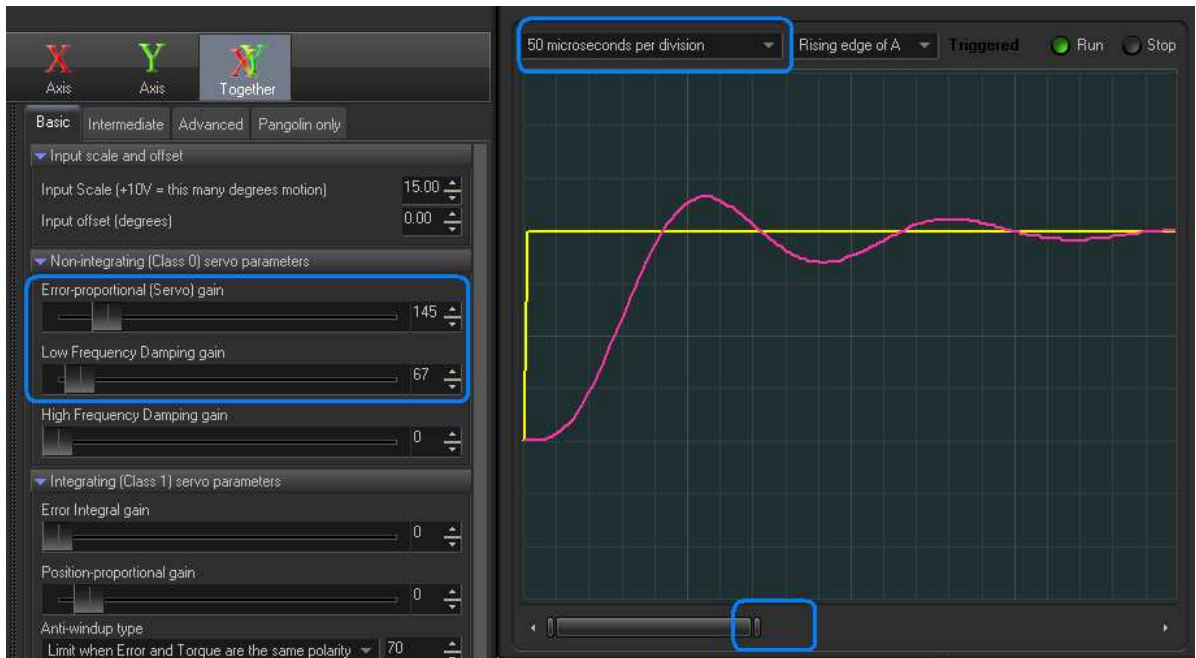 X Y XY
Axis Axis Together
Basic Intermediate Advanced Pangolin only
Input scale and offset
Input Scale (+10V = this many degrees motion) 15.00
Input offset (degrees) 0.00
Non-integrating (Class 0) servo parameters
Error-proportional (Servo) gain
145
Low Frequency Damping gain
67
High Frequency Damping gain
0
Integrating (Class 1) servo parameters
Error Integral gain
0
Position-proportional gain
0
Anti-windup type
Limit when Error and Torque are the same polarity 70
50 microseconds per division Rising edge of A Triggered Run Stop